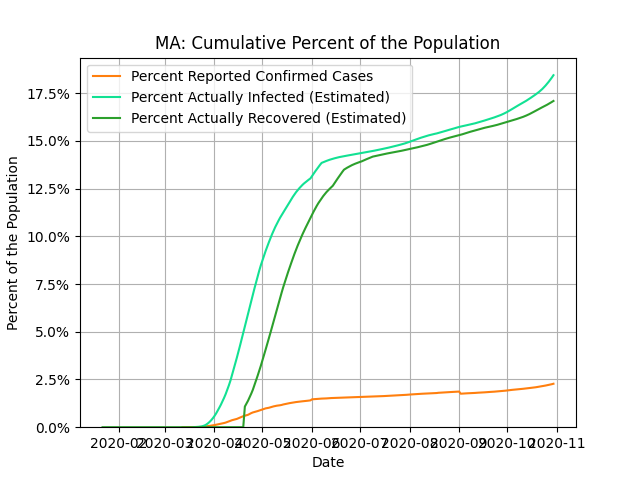 MA: Cumulative Percent of the Population
Percent Reported Confirmed Cases
Percent Actually Infected (Estimated)
Percent Actually Recovered (Estimated)
Percent of the Population
17.5%
15.0%
12.5%
10.0%
7.5%
5.0%
2.5%
0.0%
2020-02 2020-03 2020-04 2020-05 2020-06 2020-07 2020-08 2020-09 2020-10 2020-11
Date